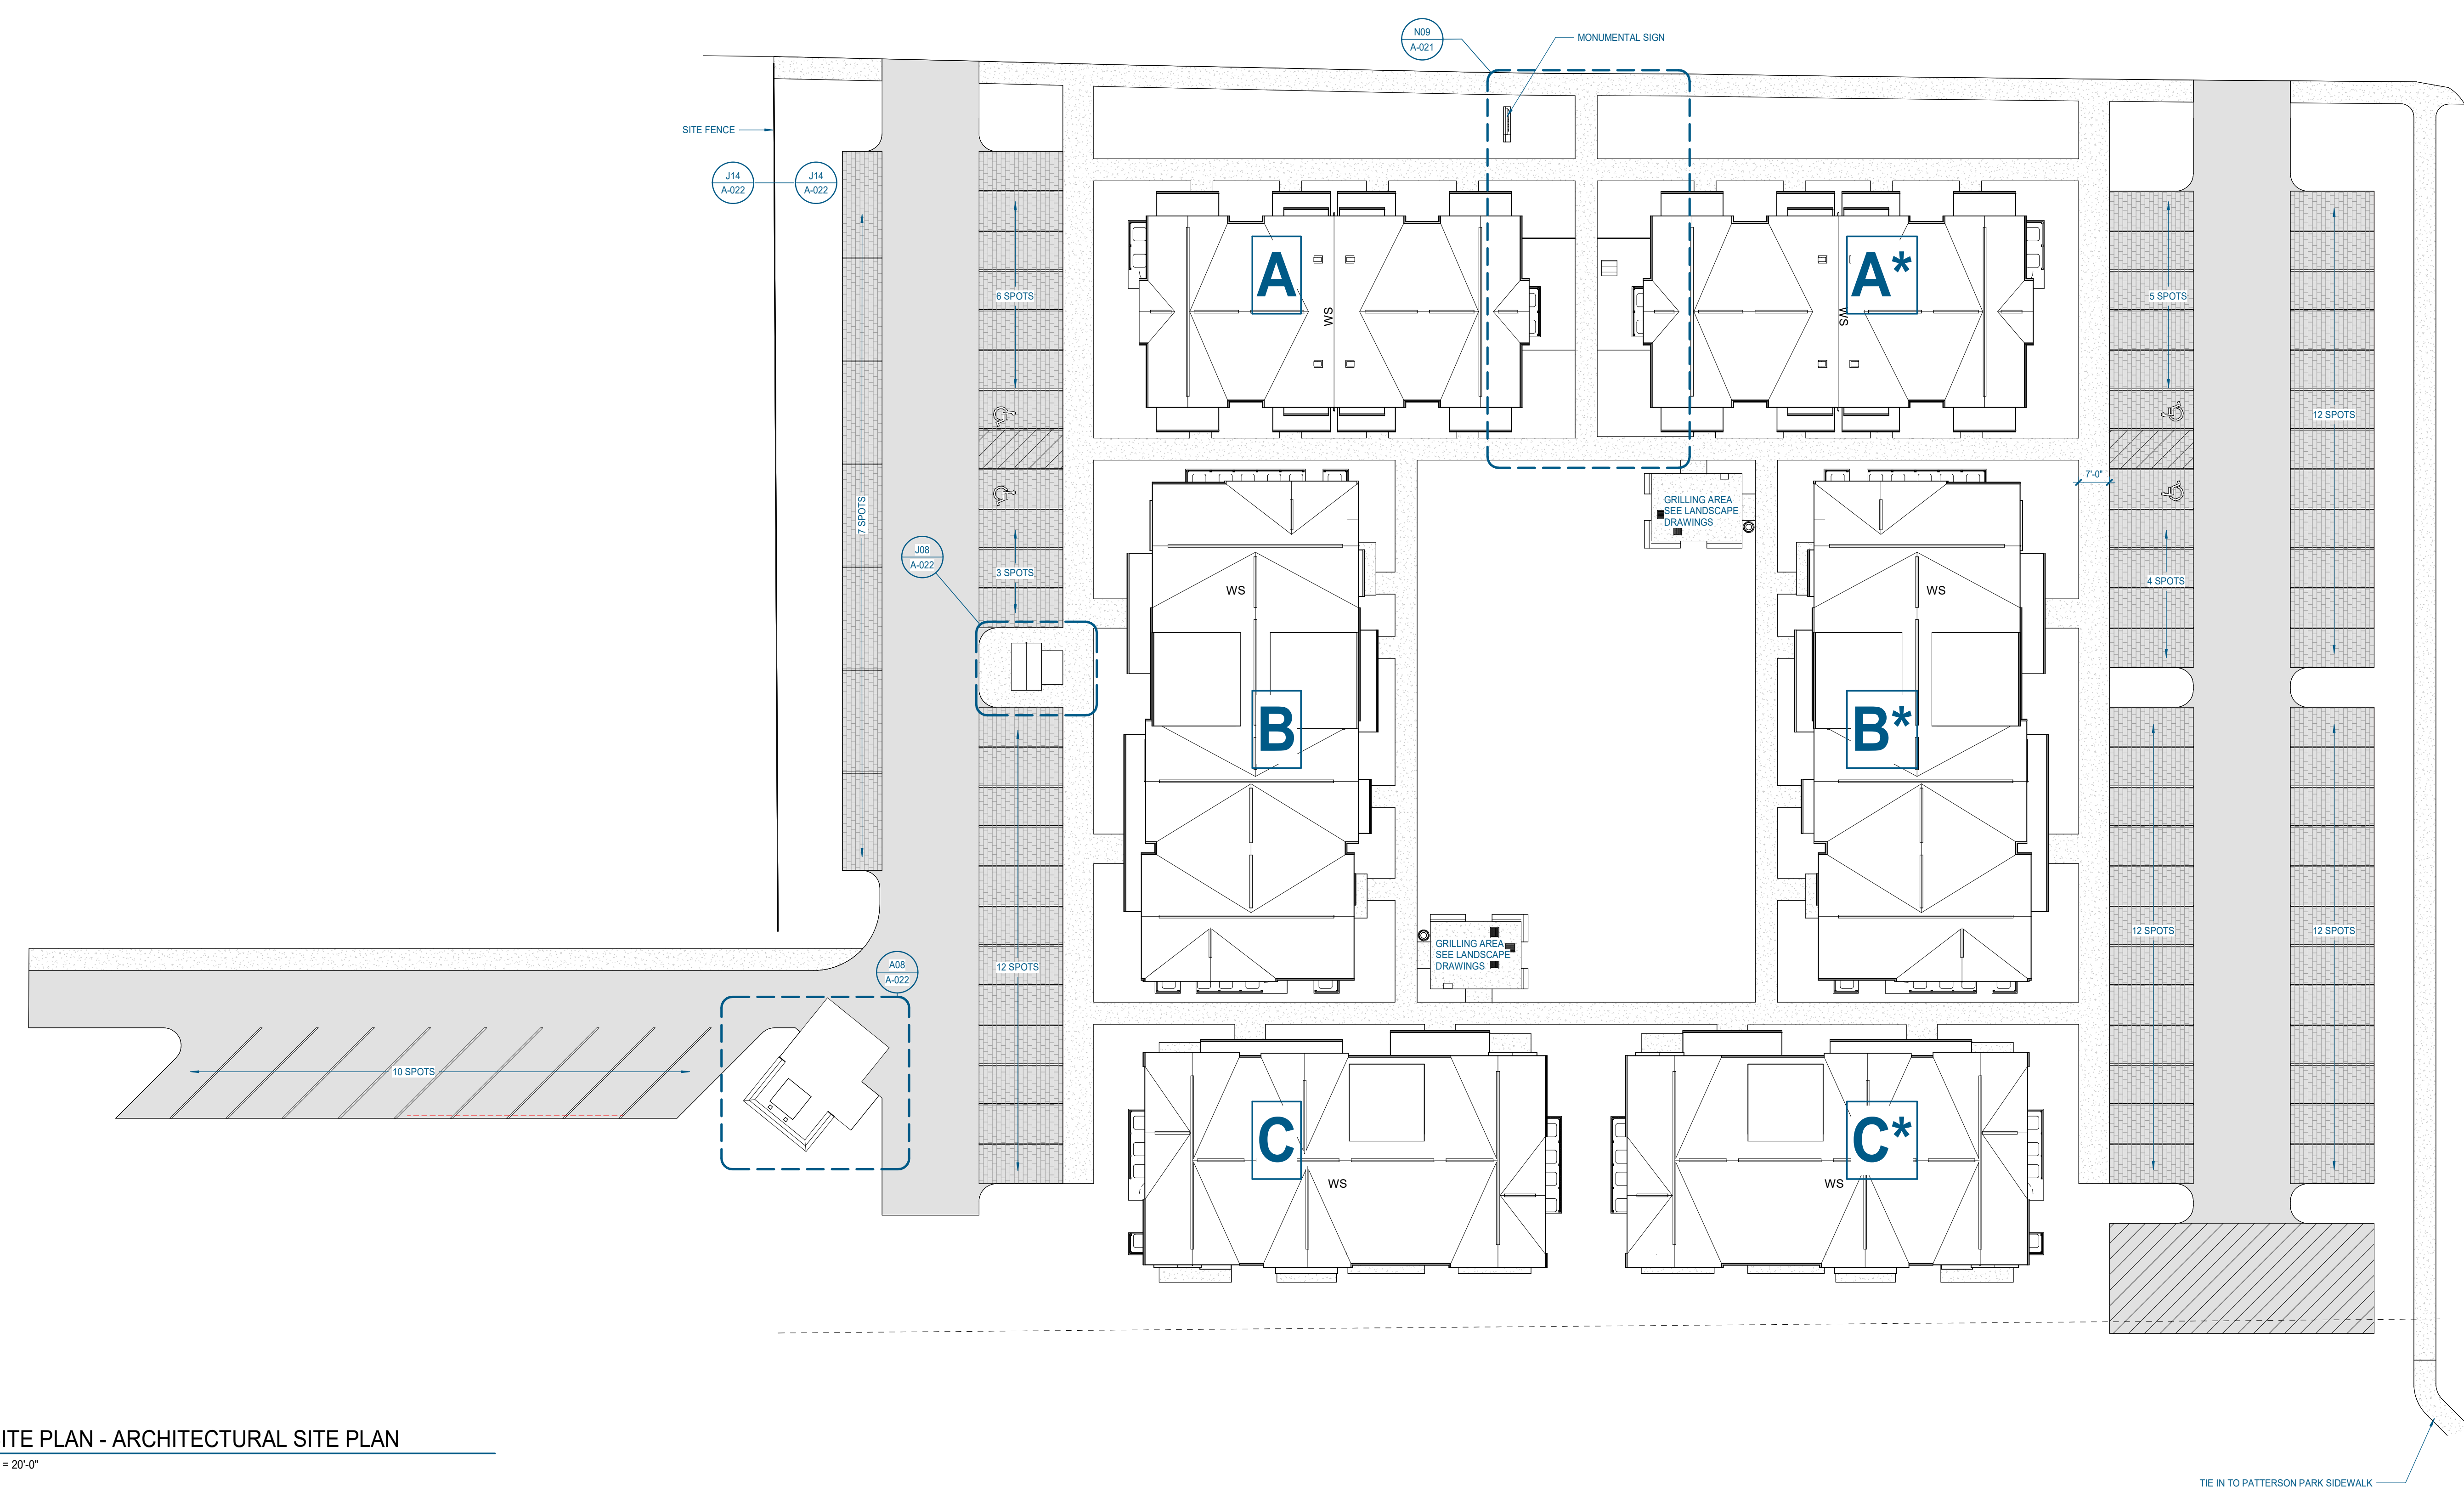 N09
A-021
MONUMENTAL SIGN
SITE FENCE
J14
A-022
J14
A-022
A
A*
WS
WS
6 SPOTS
5 SPOTS
12 SPOTS
7'-0"
GRILLING AREA
SEE LANDSCAPE
DRAWINGS
7 SPOTS
J08
A-022
3 SPOTS
4 SPOTS
WS
WS
B
B*
GRILLING AREA
SEE LANDSCAPE
DRAWINGS
12 SPOTS
12 SPOTS
12 SPOTS
A08
A-022
10 SPOTS
C
C*
WS
WS
ITE PLAN - ARCHITECTURAL SITE PLAN
= 20'-0"
TIE IN TO PATTERSON PARK SIDEWALK